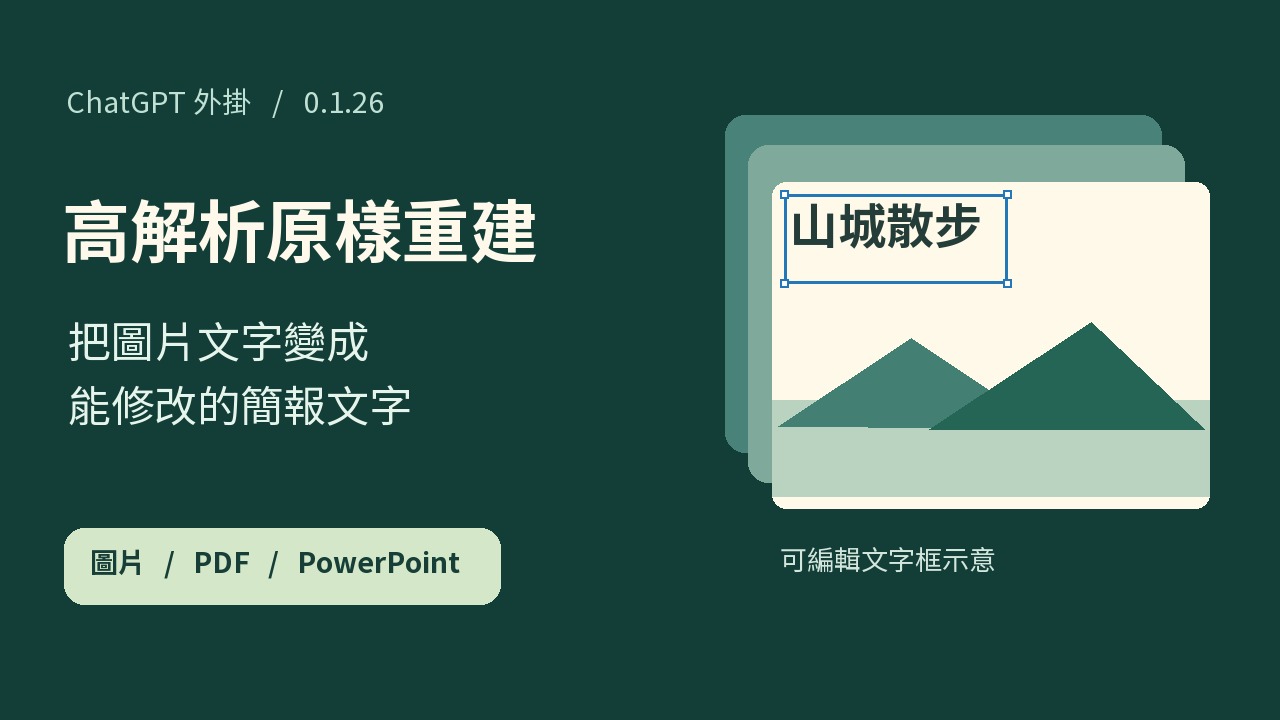 ChatGPT 外掛 / 0.1.26
高解析原樣重建
把圖片文字變成
能修改的簡報文字
圖片 / PDF / PowerPoint
山城散步
可編輯文字框示意